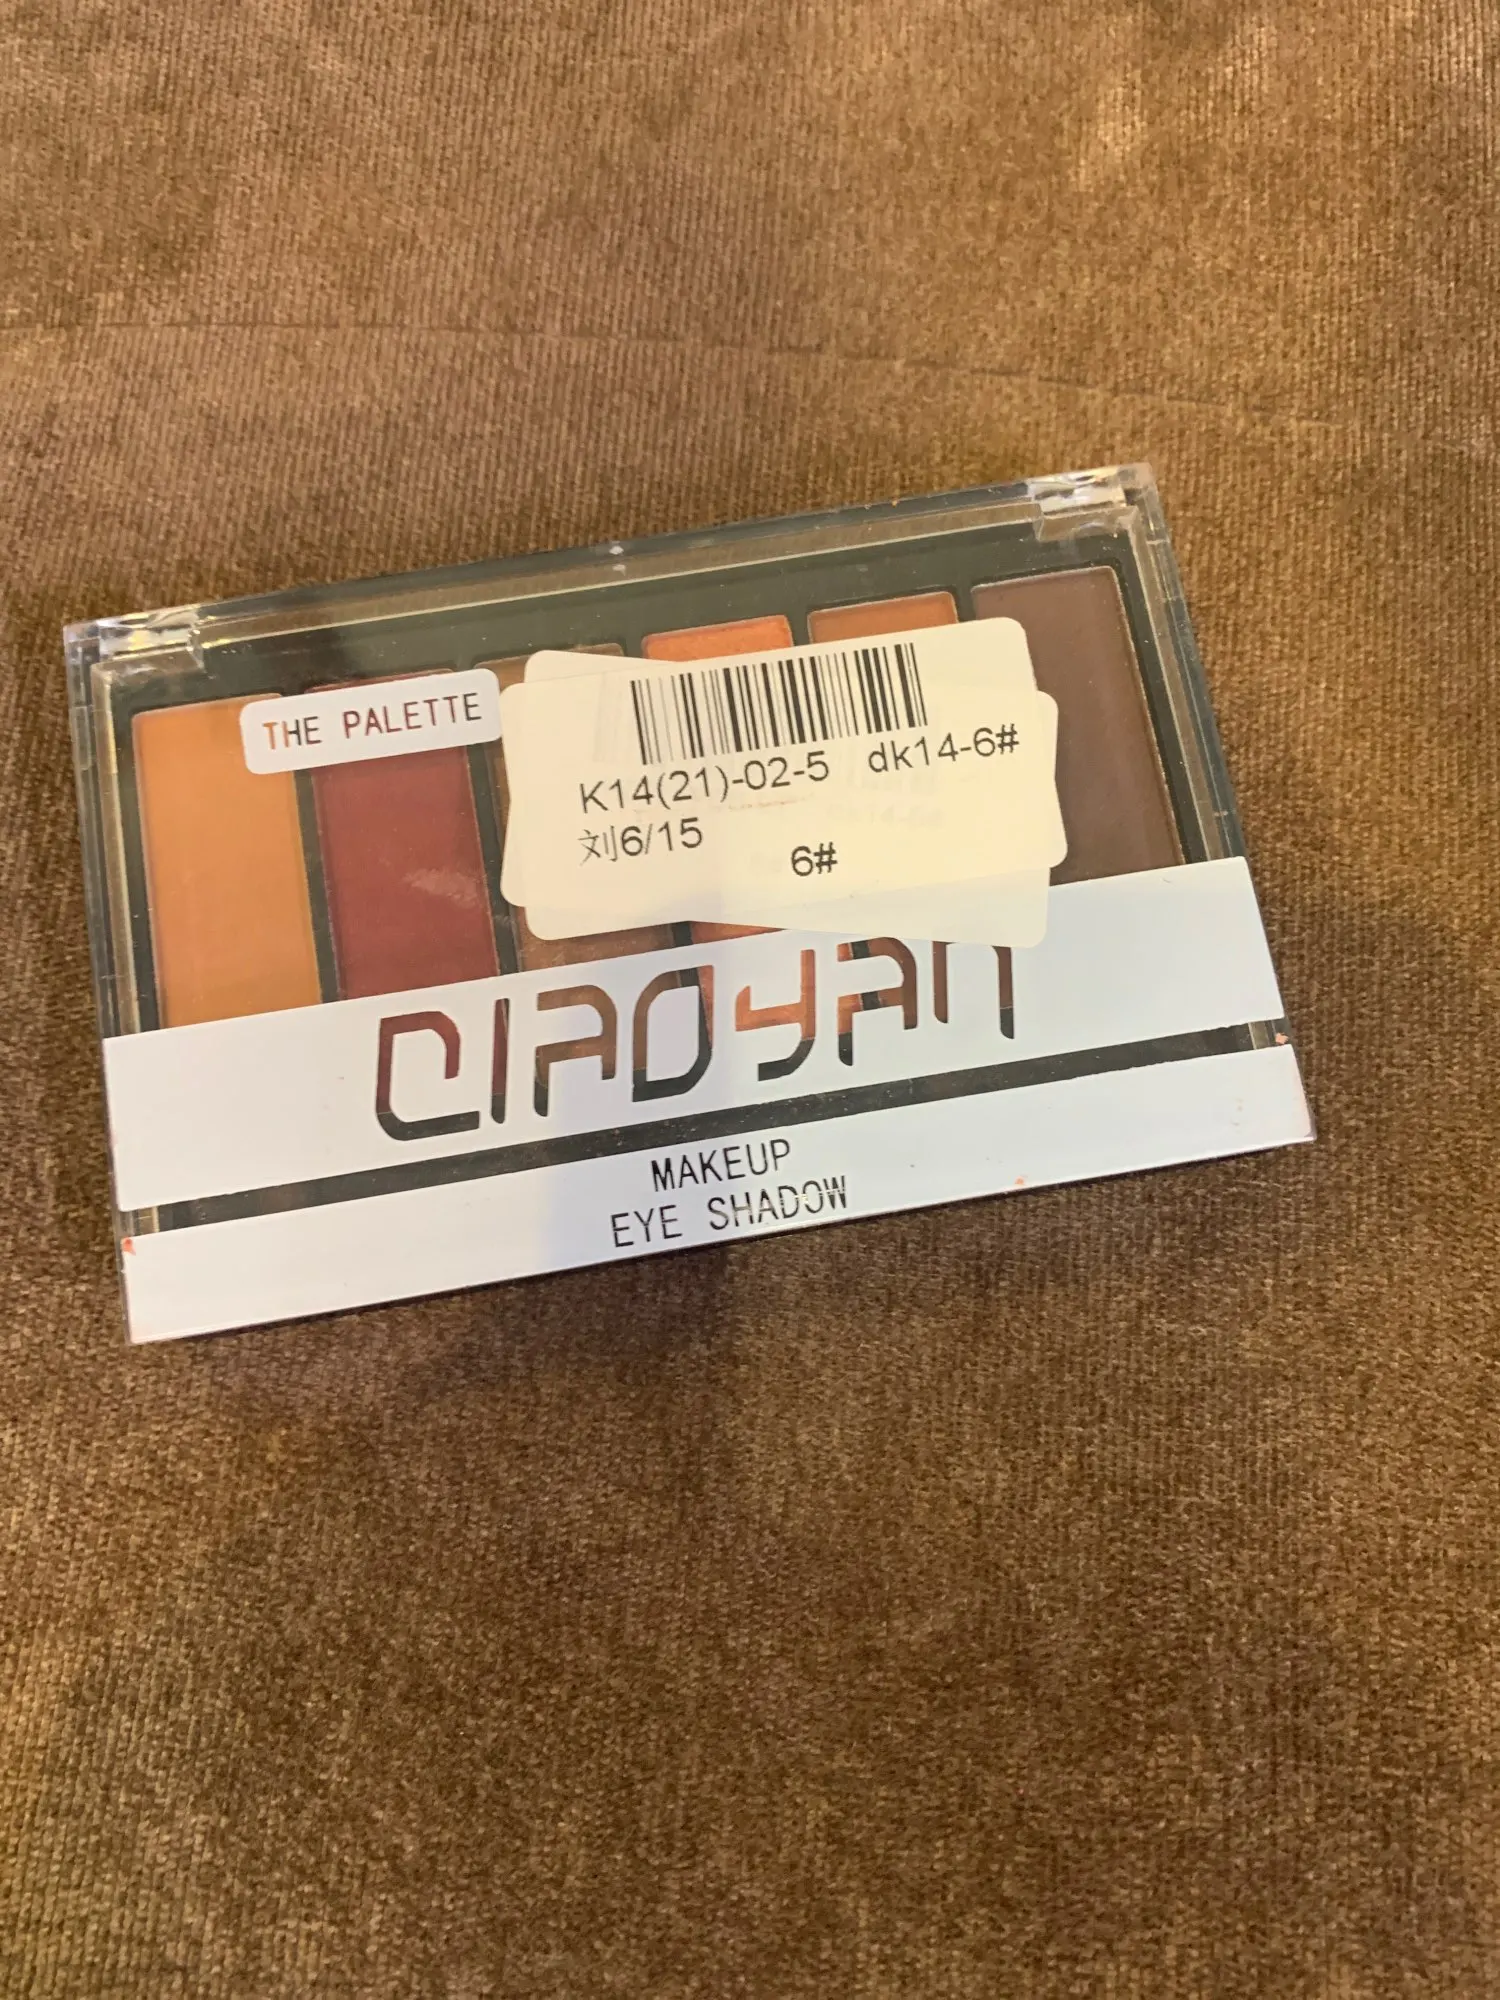 THE PALETTE
K14(21)-02-5 dk14-6#
刘6/15
6#
QIAOYAN
MAKEUP
EYE SHADOW